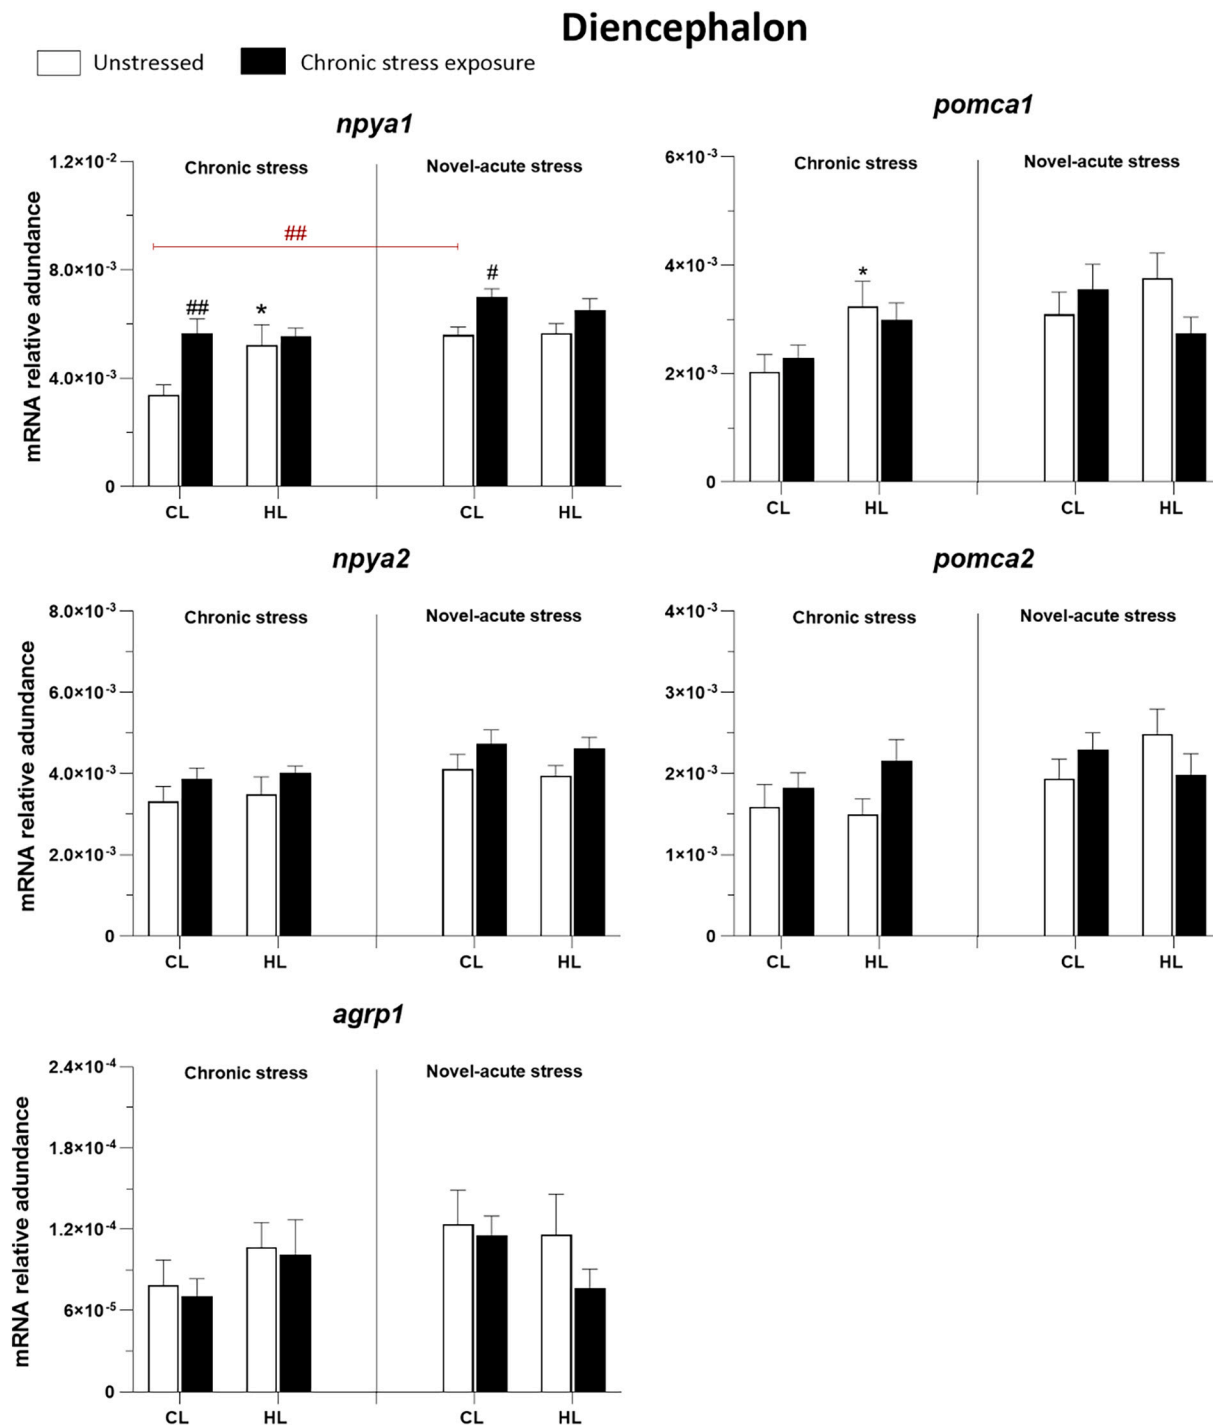 Diencephalon
Unstressed
Chronic stress exposure
npya1
mRNA relative adundance
1.2×10⁻²
8.0×10⁻³
4.0×10⁻³
0
Chronic stress
Novel-acute stress
##
##
*
#
CL
HL
CL
HL
pomca1
6×10⁻³
4×10⁻³
2×10⁻³
0
Chronic stress
Novel-acute stress
*
CL
HL
CL
HL
npya2
mRNA relative adundance
8.0×10⁻³
6.0×10⁻³
4.0×10⁻³
2.0×10⁻³
0
Chronic stress
Novel-acute stress
CL
HL
CL
HL
pomca2
4×10⁻³
3×10⁻³
2×10⁻³
1×10⁻³
0
Chronic stress
Novel-acute stress
CL
HL
CL
HL
agrp1
mRNA relative adundance
2.4×10⁻⁴
1.8×10⁻⁴
1.2×10⁻⁴
6×10⁻⁵
0
Chronic stress
Novel-acute stress
CL
HL
CL
HL